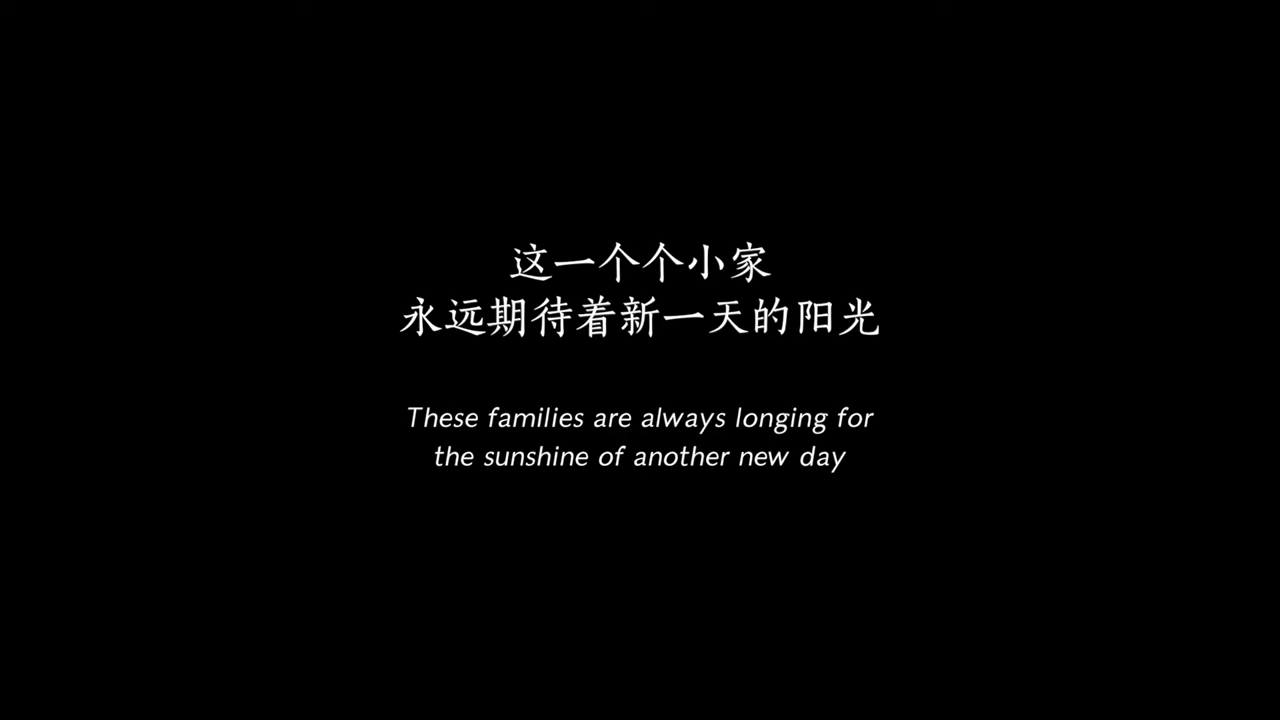 这一个个小家
永远期待着新一天的阳光
These families are always longing for
the sunshine of another new day